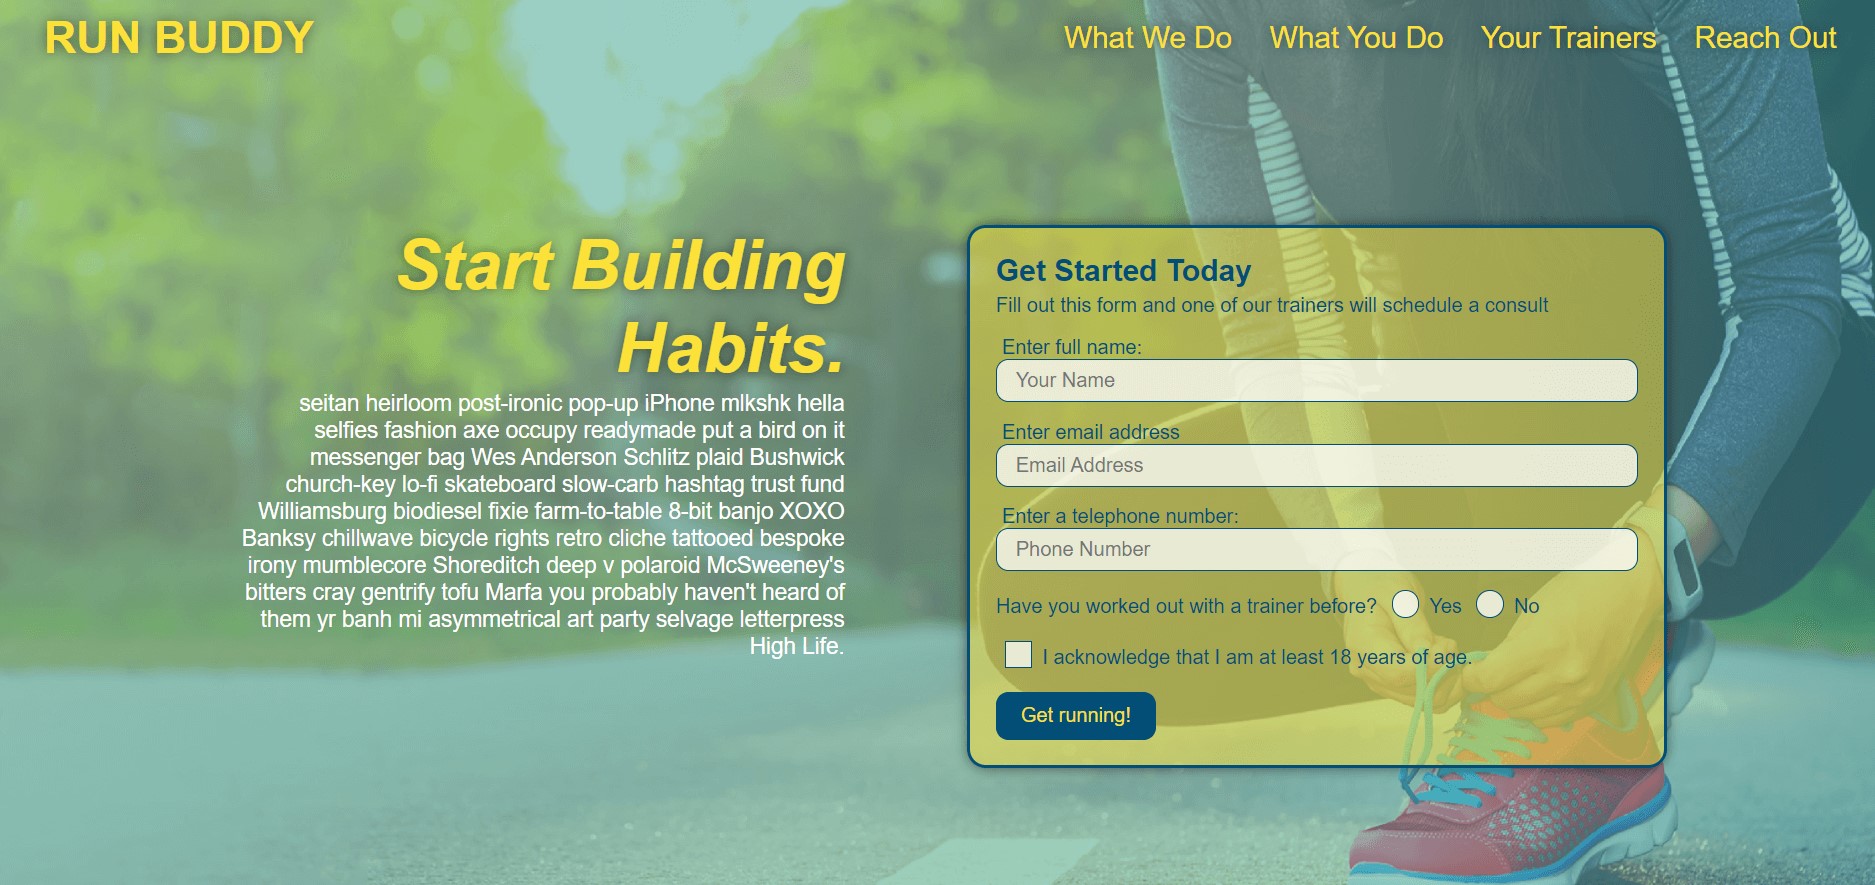 RUN BUDDY
What We Do
What You Do
Your Trainers
Reach Out
Start Building
Habits.
seitan heirloom post-ironic pop-up iPhone mlkshk hella
selfies fashion axe occupy readymade put a bird on it
messenger bag Wes Anderson Schlitz plaid Bushwick
church-key lo-fi skateboard slow-carb hashtag trust fund
Williamsburg biodiesel fixie farm-to-table 8-bit banjo XOXO
Banksy chillwave bicycle rights retro cliche tattooed bespoke
irony mumblecore Shoreditch deep v polaroid McSweeney's
bitters cray gentrify tofu Marfa you probably haven't heard of
them yr banh mi asymmetrical art party selvage letterpress
High Life.
Get Started Today
Fill out this form and one of our trainers will schedule a consult
Enter full name:
Your Name
Enter email address
Email Address
Enter a telephone number:
Phone Number
Have you worked out with a trainer before? Yes No
I acknowledge that I am at least 18 years of age.
Get running!